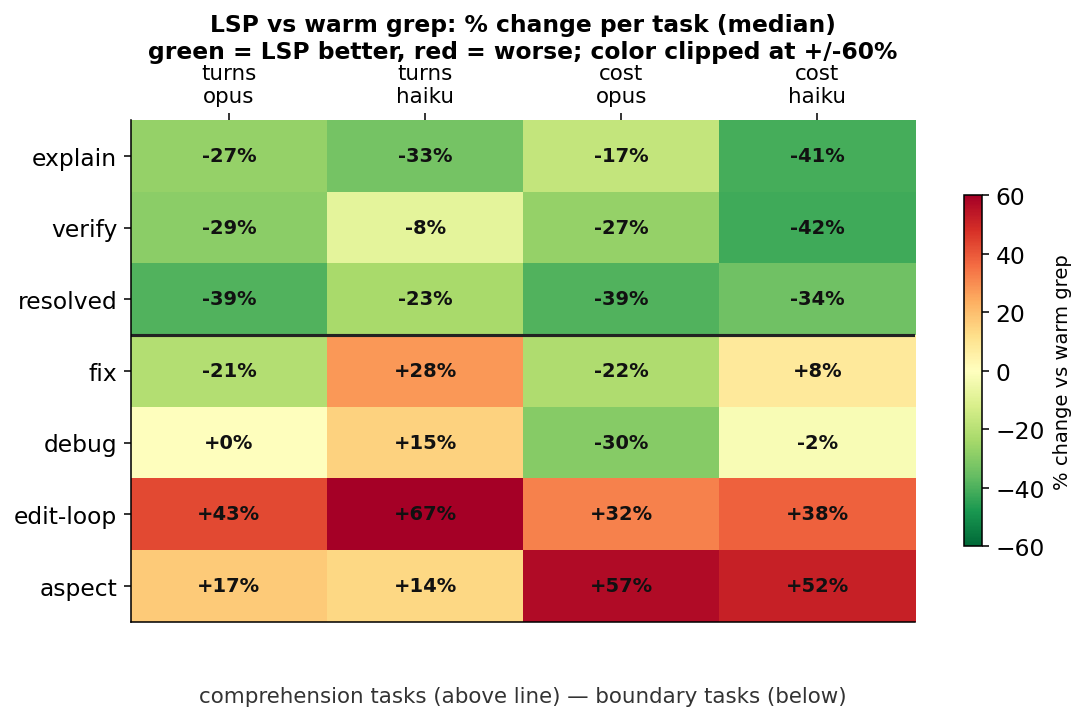 LSP vs warm grep: % change per task (median)
green = LSP better, red = worse; color clipped at +/-60%
turns opus
turns haiku
cost opus
cost haiku
explain -27% -33% -17% -41%
verify -29% -8% -27% -42%
resolved -39% -23% -39% -34%
fix -21% +28% -22% +8%
debug +0% +15% -30% -2%
edit-loop +43% +67% +32% +38%
aspect +17% +14% +57% +52%
60
40
20
0
−20
−40
−60
% change vs warm grep
comprehension tasks (above line) — boundary tasks (below)